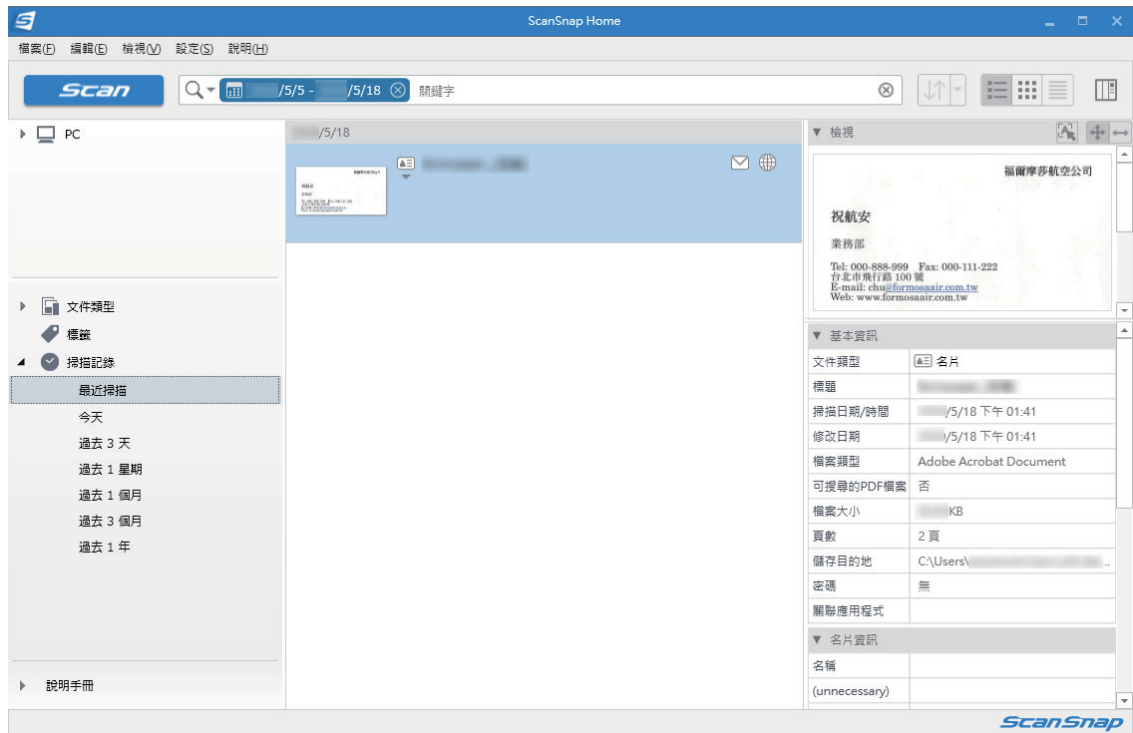 ScanSnap Home
檔案(F) 編輯(E) 檢視(V) 設定(S) 說明(H)
Scan
/5/5 - /5/18 關鍵字
PC
文件類型
標籤
掃描記錄
最近掃描
今天
過去 3 天
過去 1 星期
過去 1 個月
過去 3 個月
過去 1 年
說明手冊
/5/18
檢視
福爾摩莎航空公司
祝航安
業務部
Tel: 000-888-999 Fax: 000-111-222
台北市飛行路 100 號
E-mail: chu@formosaair.com.tw
Web: www.formosaair.com.tw
基本資訊
文件類型 名片
標題
掃描日期/時間 /5/18 下午 01:41
修改日期 /5/18 下午 01:41
檔案類型 Adobe Acrobat Document
可搜尋的PDF檔案 否
檔案大小 KB
頁數 2 頁
儲存目的地 C:\Users\ ...
密碼 無
關聯應用程式
名片資訊
名稱
(unnecessary)
ScanSnap